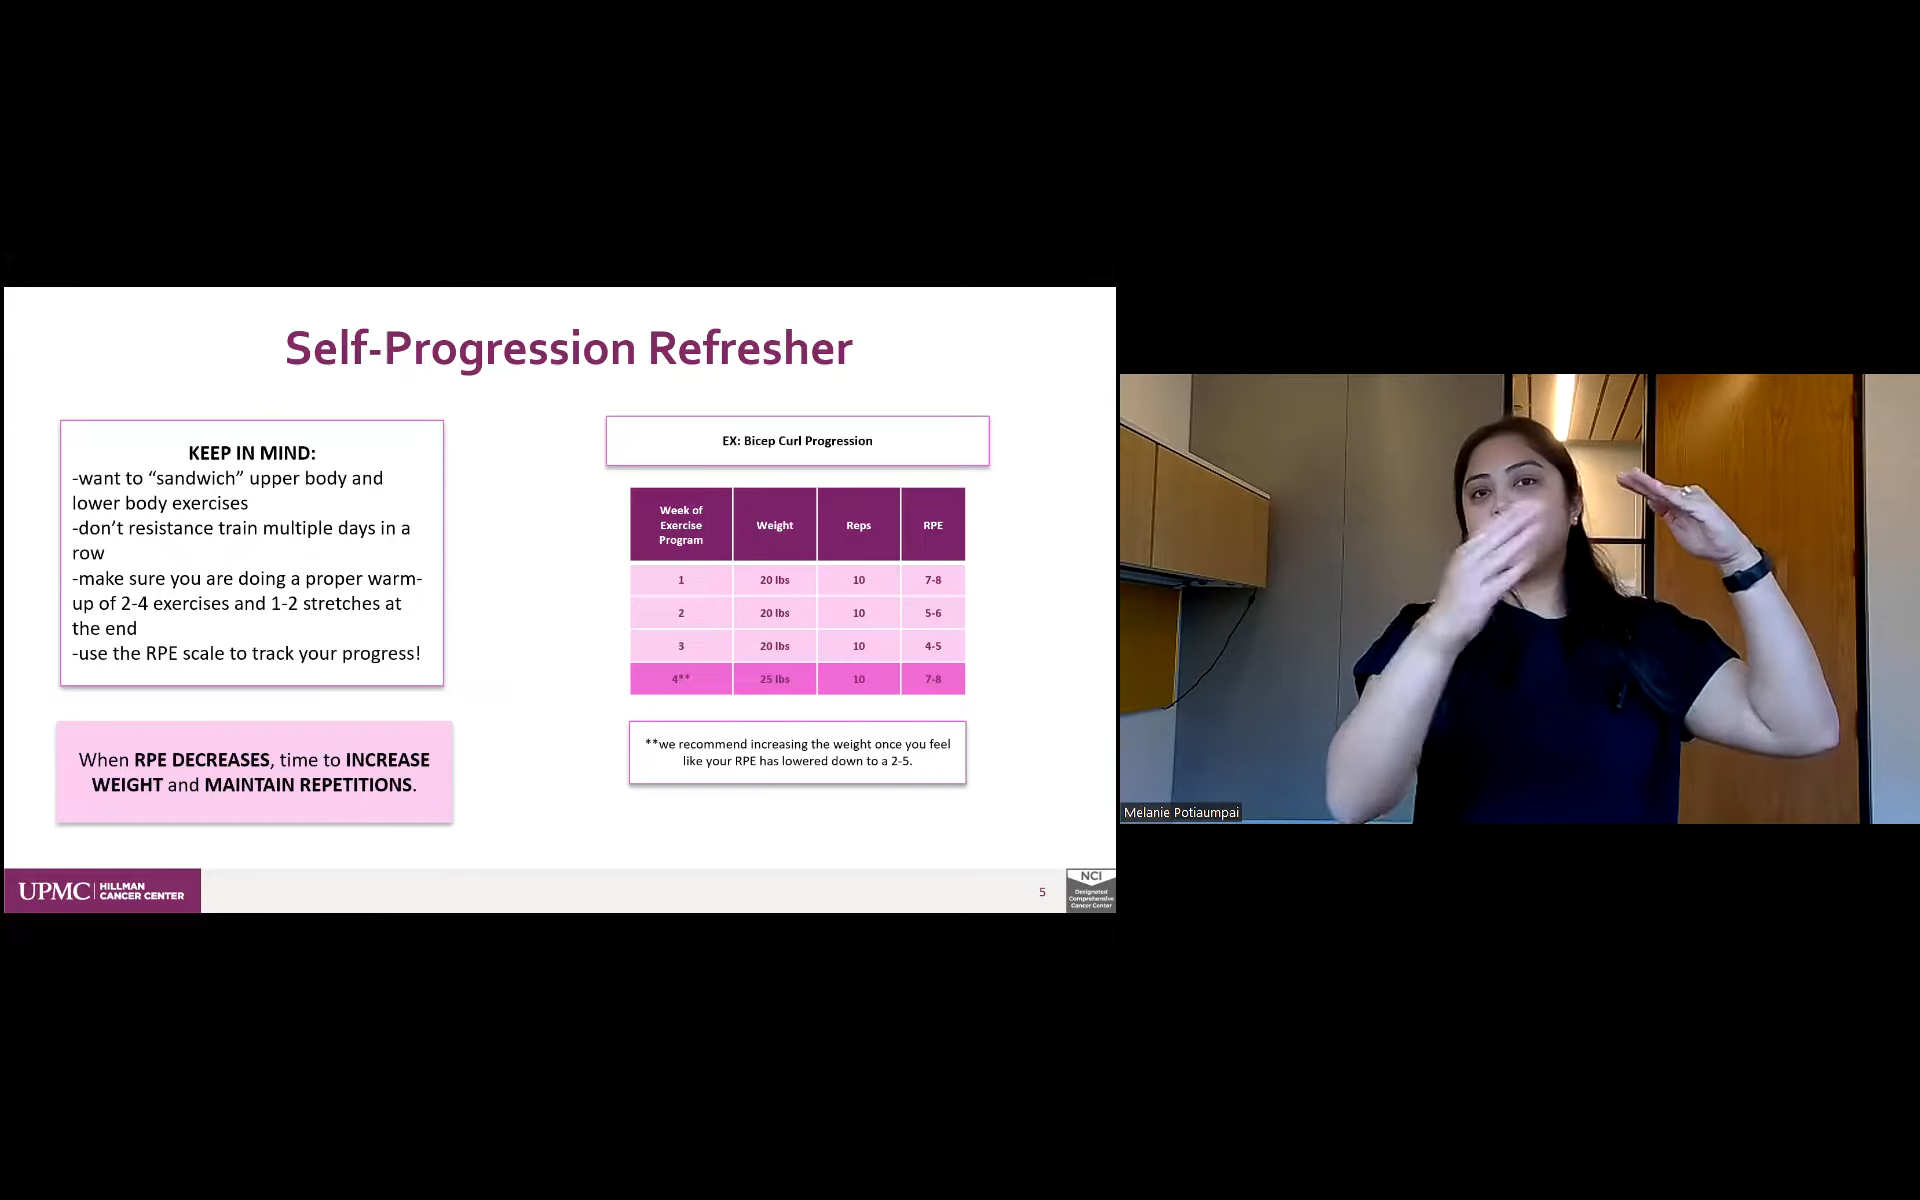 Self-Progression Refresher
KEEP IN MIND:
-want to “sandwich” upper body and
lower body exercises
-don’t resistance train multiple days in a
row
-make sure you are doing a proper warm-
up of 2-4 exercises and 1-2 stretches at
the end
-use the RPE scale to track your progress!
When RPE DECREASES, time to INCREASE
WEIGHT and MAINTAIN REPETITIONS.
EX: Bicep Curl Progression
Week of
Exercise
Program
Weight
Reps
RPE
1 20 lbs 10 7-8
2 20 lbs 10 5-6
3 20 lbs 10 4-5
4** 25 lbs 10 7-8
**we recommend increasing the weight once you feel
like your RPE has lowered down to a 2-5.
UPMC HILLMAN
CANCER CENTER
5
NCI
Designated
Comprehensive
Cancer Center
Melanie Potiaumpai